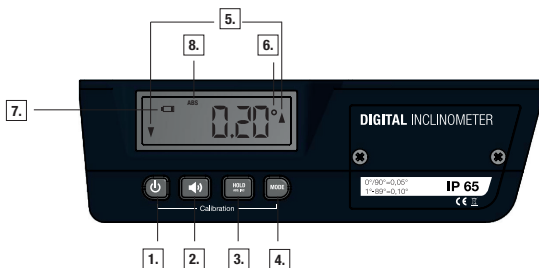 5.
8.
6.
7.
ABS
0.20°
DIGITAL INCLINOMETER
HOLD
MODE
Calibration
0°/90°=0,05°
1°-89°=0,10°
IP 65
CE
1.
2.
3.
4.